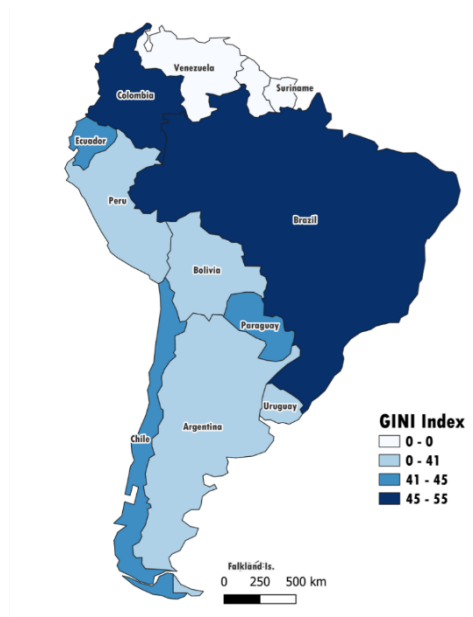 Venezuela
Suriname
Colombia
Ecuador
Peru
Brazil
Bolivia
Paraguay
Uruguay
Argentina
Chile
GINI Index
0 - 0
0 - 41
41 - 45
45 - 55
Falkland Is.
0 250 500 km